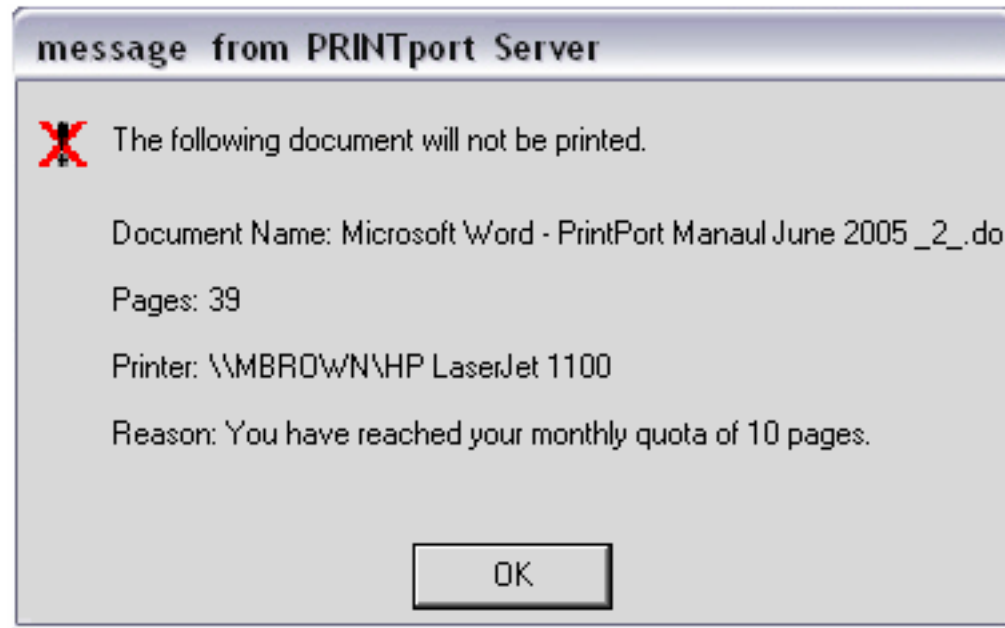 message from PRINTport Server
The following document will not be printed.
Document Name: Microsoft Word - PrintPort Manaul June 2005 _2_.do
Pages: 39
Printer: \\MBROWN\HP LaserJet 1100
Reason: You have reached your monthly quota of 10 pages.
OK